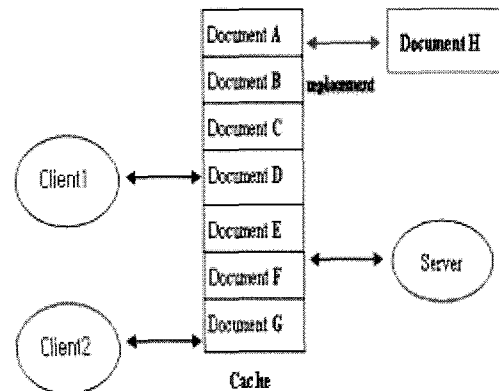 Document A
Document H
Document B
replacement
Document C
Client1
Document D
Document E
Server
Document F
Client2
Document G
Cache